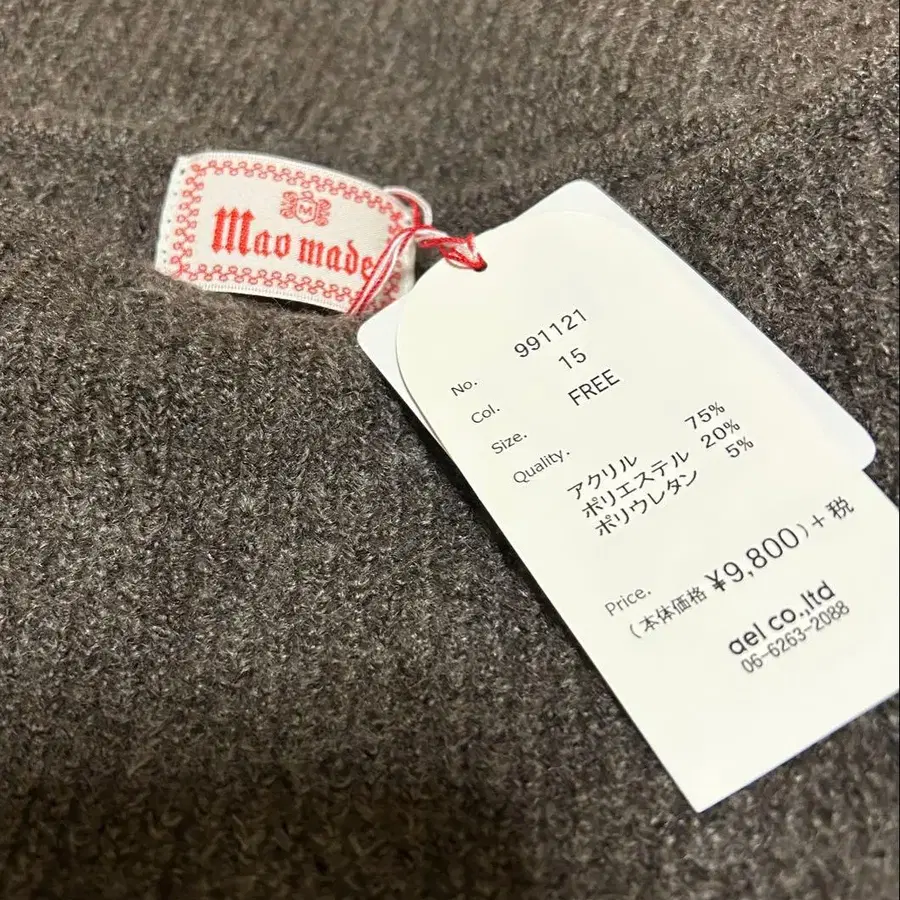 M
Mao made
No. 991121
Col. 15
Size. FREE
Quality.
アクリル 75%
ポリエステル 20%
ポリウレタン 5%
Price.
(本体価格 ¥9,800)+税
ael co.,ltd
06-6263-2088